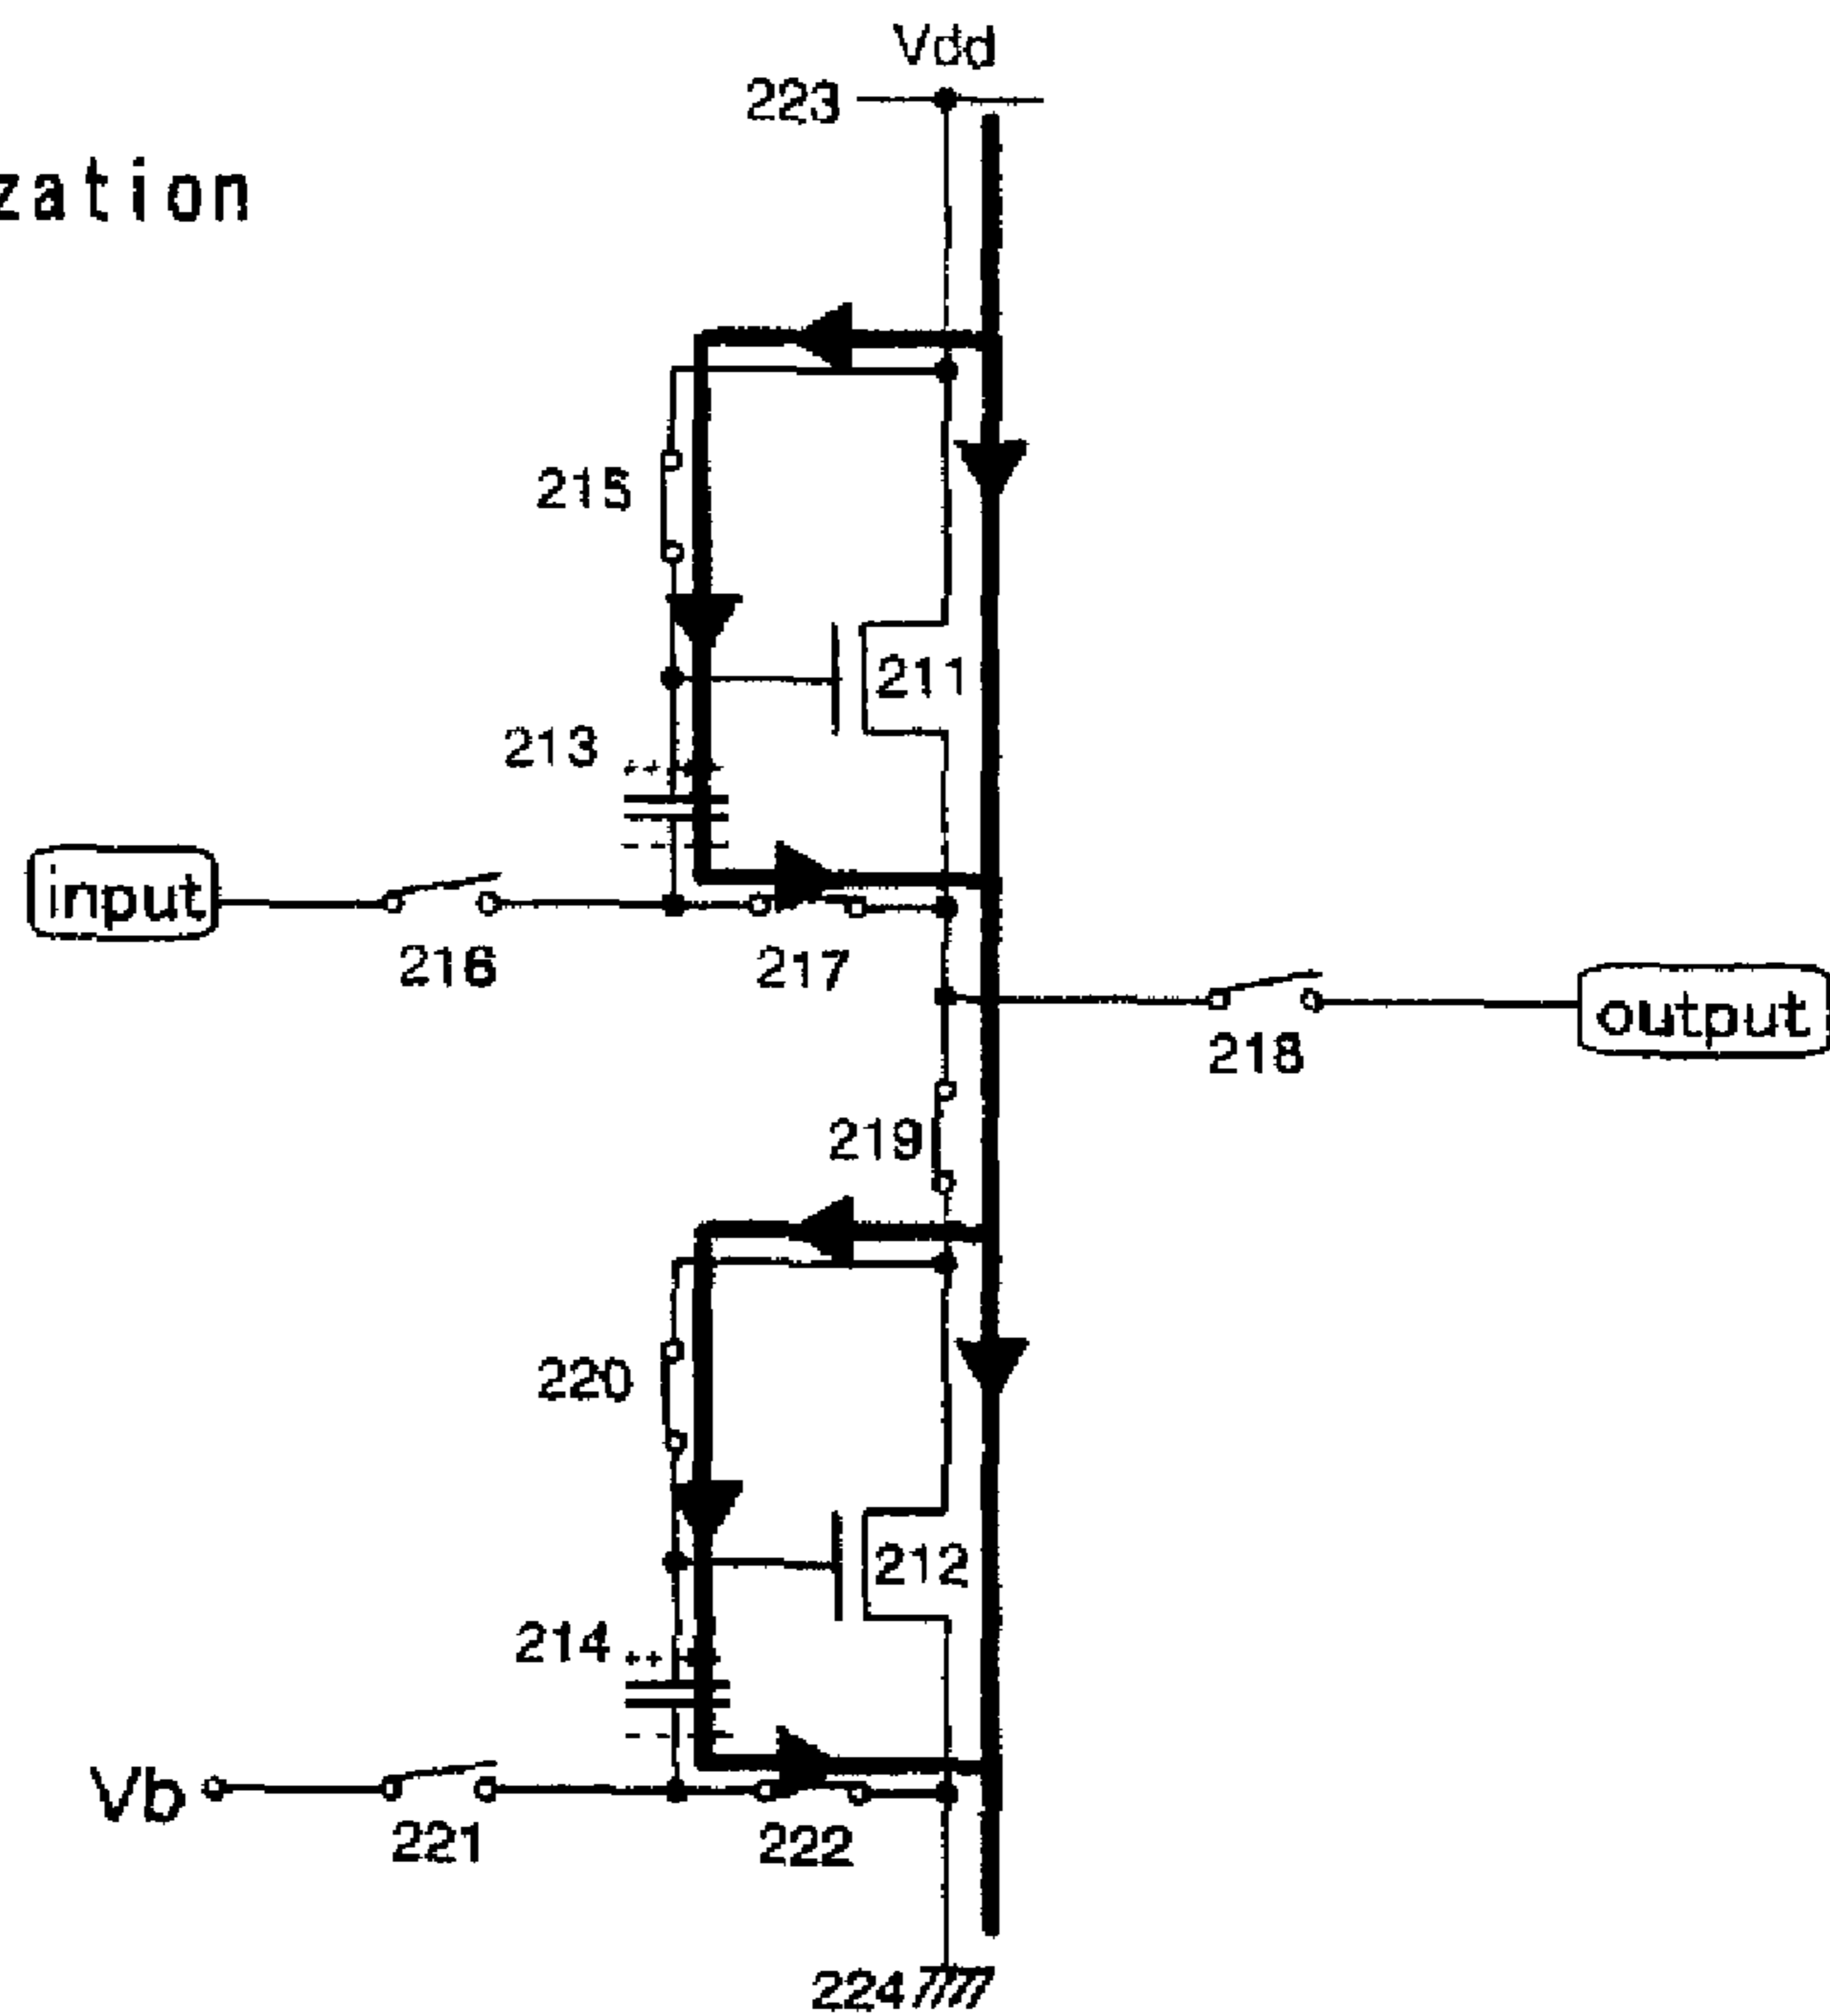 Vdd
223
zation
215
211
213
+ + +
- - - -
input
216
217
output
218
219
220
212
214
+ + +
- - - -
Vb
221
222
224